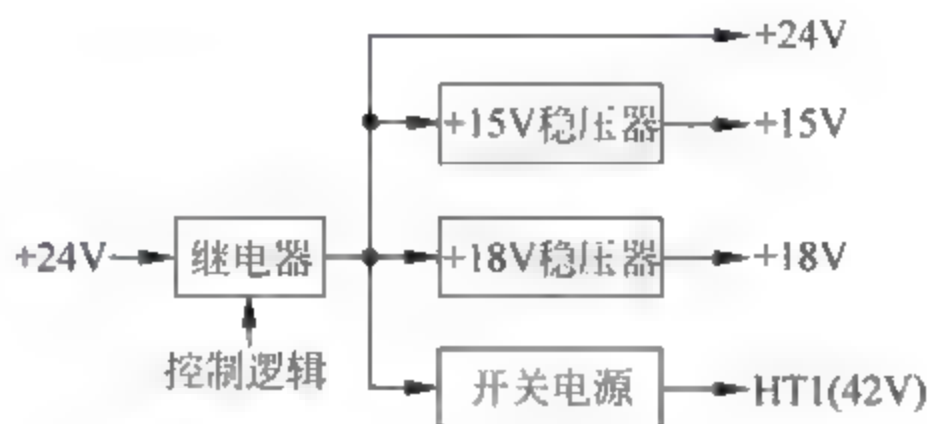 +24V
+15V稳压器
+15V
+24V
继电器
+18V稳压器
+18V
控制逻辑
开关电源
HT1(42V)